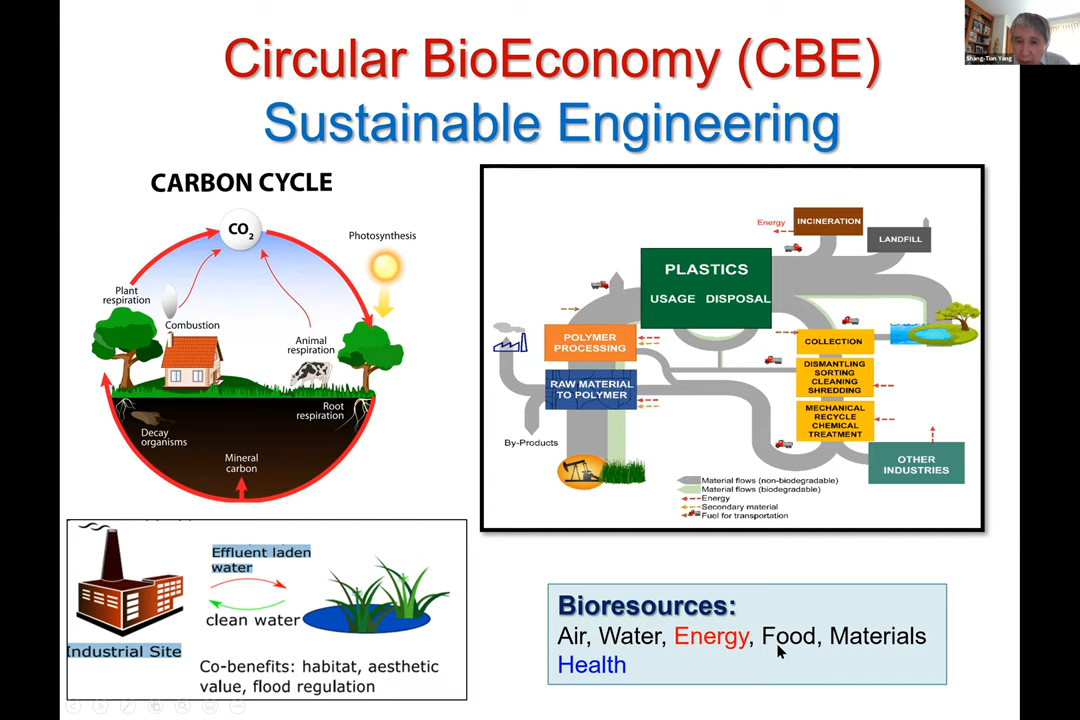 Circular BioEconomy (CBE)
Sustainable Engineering
Shang-Tian Yang
CARBON CYCLE
CO2
Photosynthesis
Plant
respiration
Combustion
Animal
respiration
Root
respiration
Decay
organisms
Mineral
carbon
Energy
INCINERATION
LANDFILL
PLASTICS
USAGE DISPOSAL
POLYMER
PROCESSING
RAW MATERIAL
TO POLYMER
COLLECTION
DISMANTLING
SORTING
CLEANING
SHREDDING
MECHANICAL
RECYCLE
CHEMICAL
TREATMENT
By-Products
OTHER
INDUSTRIES
Material flows (non-biodegradable)
Material flows (biodegradable)
Energy
Secondary material
Fuel for transportation
Effluent laden
water
clean water
Industrial Site
Co-benefits: habitat, aesthetic
value, flood regulation
Bioresources:
Air, Water, Energy, Food, Materials
Health